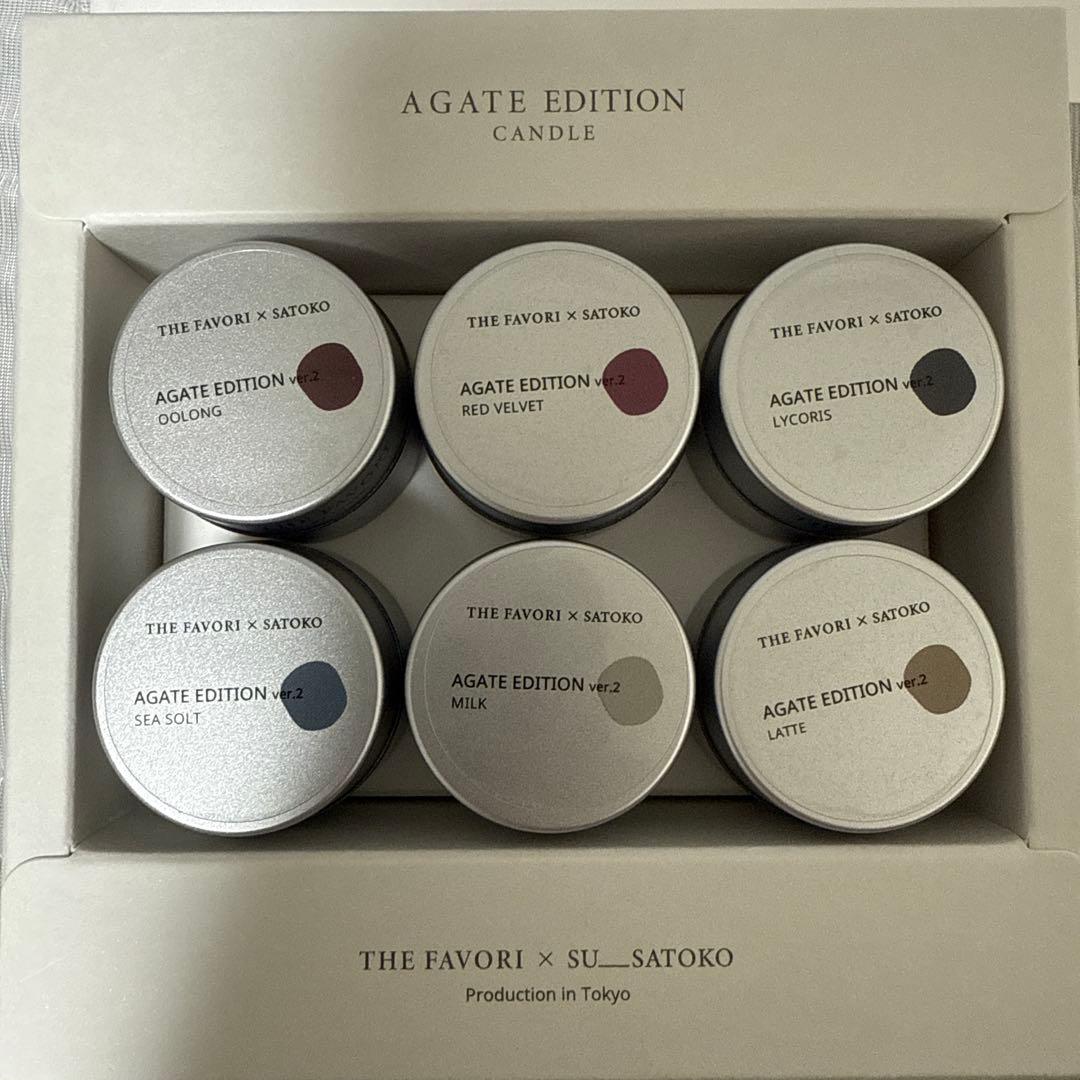 AGATE EDITION
CANDLE
THE FAVORI × SATOKO
AGATE EDITION ver.2
OOLONG
THE FAVORI × SATOKO
AGATE EDITION ver.2
RED VELVET
THE FAVORI × SATOKO
AGATE EDITION ver.2
LYCORIS
THE FAVORI × SATOKO
AGATE EDITION ver.2
SEA SOLT
THE FAVORI × SATOKO
AGATE EDITION ver.2
MILK
THE FAVORI × SATOKO
AGATE EDITION ver.2
LATTE
THE FAVORI × SU__SATOKO
Production in Tokyo